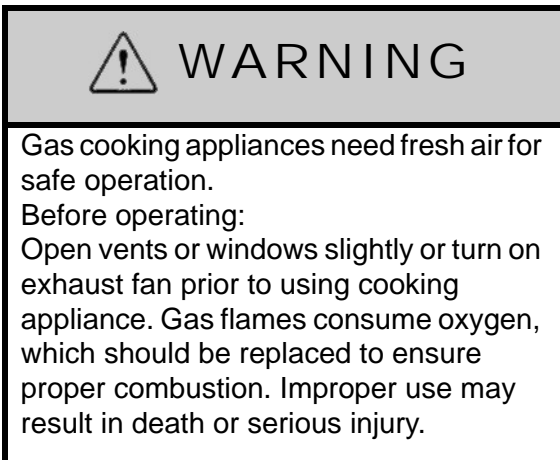 WARNING
Gas cooking appliances need fresh air for
safe operation.
Before operating:
Open vents or windows slightly or turn on
exhaust fan prior to using cooking
appliance. Gas flames consume oxygen,
which should be replaced to ensure
proper combustion. Improper use may
result in death or serious injury.